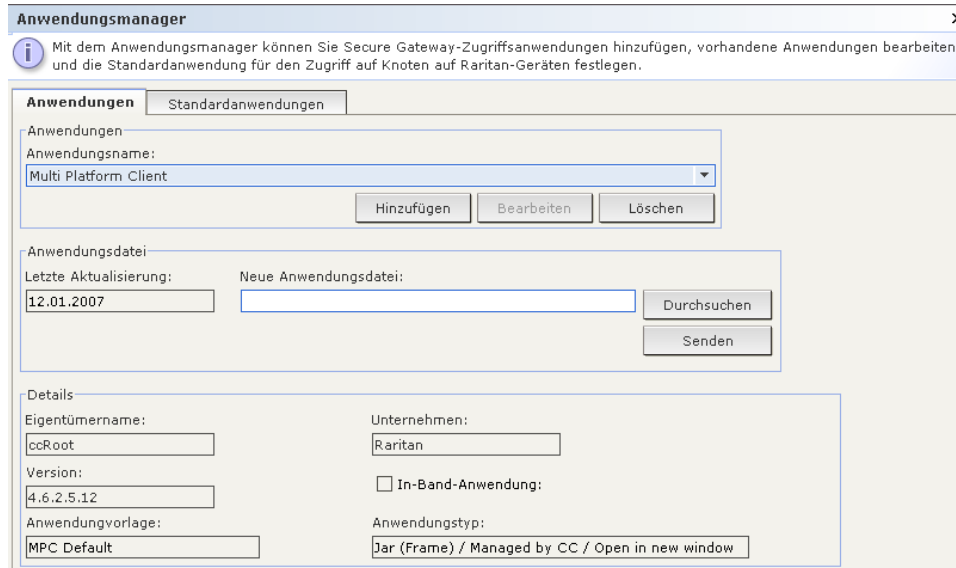 Anwendungsmanager
Mit dem Anwendungsmanager können Sie Secure Gateway-Zugriffsanwendungen hinzufügen, vorhandene Anwendungen bearbeiten
und die Standardanwendung für den Zugriff auf Knoten auf Raritan-Geräten festlegen.
Anwendungen Standardanwendungen
Anwendungen
Anwendungsname:
Multi Platform Client
Hinzufügen Bearbeiten Löschen
Anwendungsdatei
Letzte Aktualisierung: Neue Anwendungsdatei:
12.01.2007 Durchsuchen
Senden
Details
Eigentümername: Unternehmen:
ccRoot Raritan
Version:
4.6.2.5.12 In-Band-Anwendung:
Anwendungvorlage: Anwendungstyp:
MPC Default Jar (Frame) / Managed by CC / Open in new window